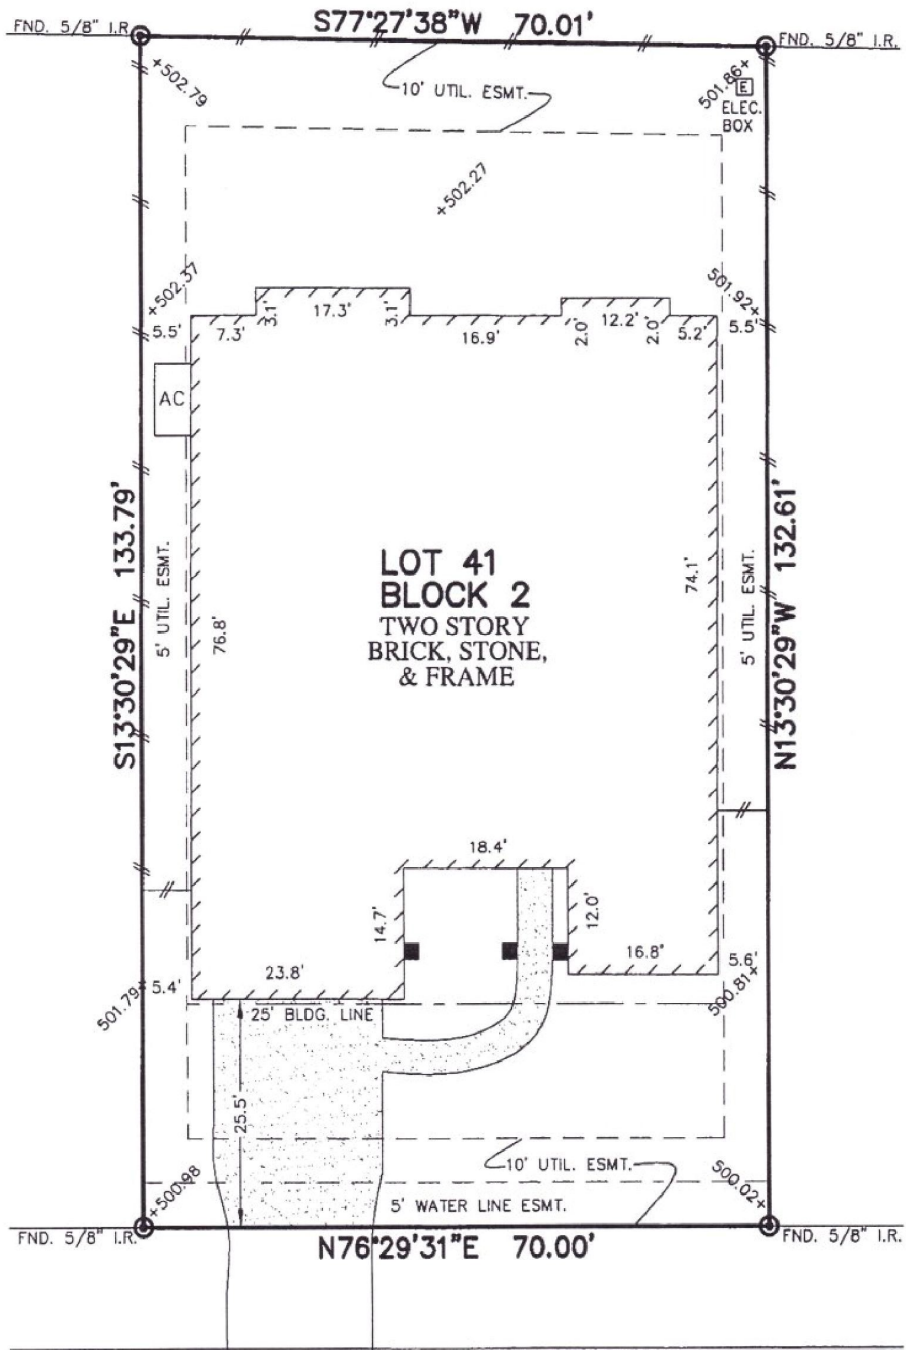 S77°27'38"W 70.01'
FND. 5/8" I.R.
FND. 5/8" I.R.
+502.79
10' UTIL. ESMT.
501.86+
E
ELEC.
BOX
+502.27
+502.37
501.92+
5.5'
7.3'
3.1'
17.3'
3.1'
16.9'
2.0'
12.2'
2.0'
5.2'
5.5'
AC
S13°30'29"E 133.79'
5' UTIL. ESMT.
76.8'
LOT 41
BLOCK 2
TWO STORY
BRICK, STONE,
& FRAME
74.1'
5' UTIL. ESMT.
N13°30'29"W 132.61'
18.4'
14.7'
12.0'
23.8'
16.8'
5.6'
501.79+
5.4'
500.81+
25' BLDG. LINE
25.5'
10' UTIL. ESMT.
+500.98
500.02+
5' WATER LINE ESMT.
FND. 5/8" I.R.
N76°29'31"E 70.00'
FND. 5/8" I.R.